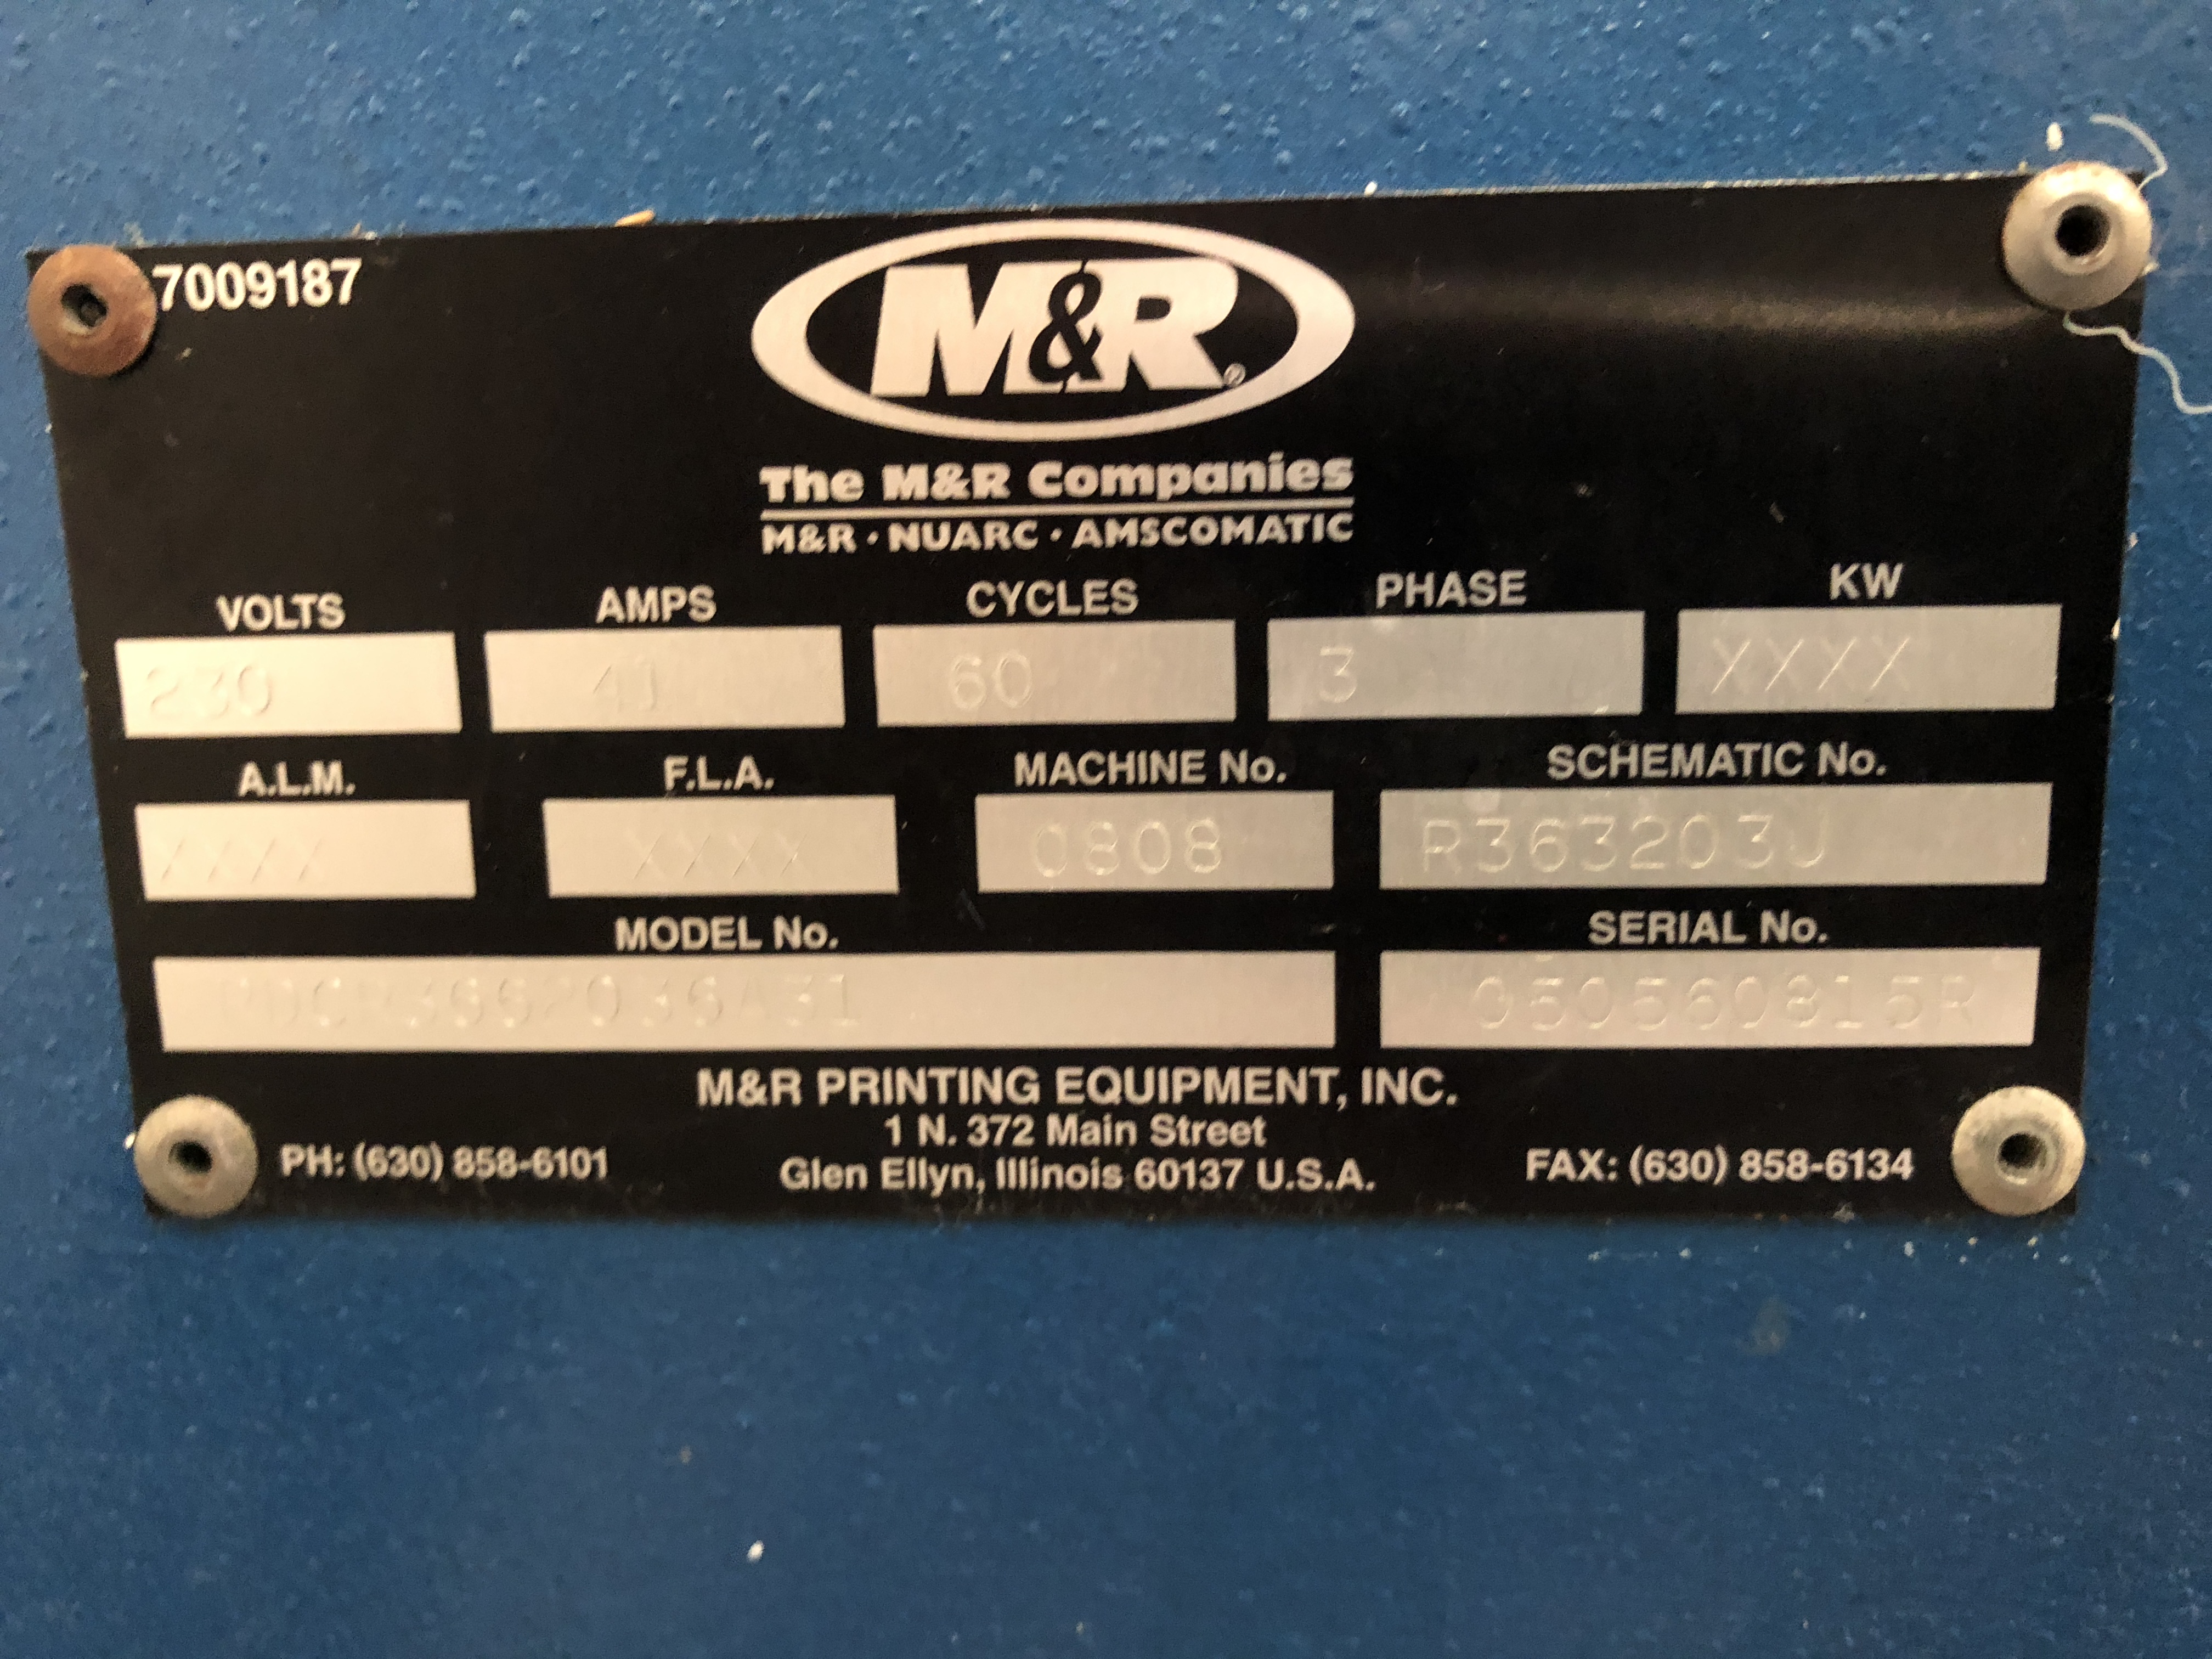 7009187
M&R®
The M&R Companies
M&R · NUARC · AMSCOMATIC
VOLTS AMPS CYCLES PHASE KW
230 41 60 3 XXXX
A.L.M. F.L.A. MACHINE No. SCHEMATIC No.
XXXX XXXX 0808 R363203J
MODEL No. SERIAL No.
050560815R
M&R PRINTING EQUIPMENT, INC.
1 N. 372 Main Street
PH: (630) 858-6101 Glen Ellyn, Illinois 60137 U.S.A. FAX: (630) 858-6134